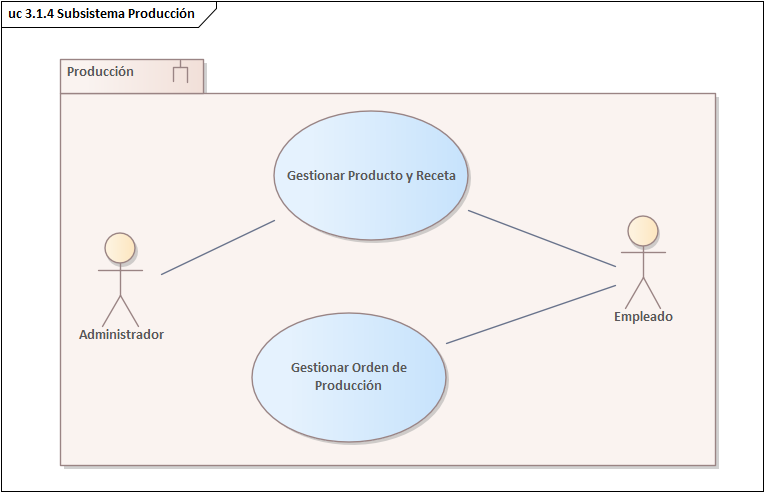 uc 3.1.4 Subsistema Producción
Producción
Gestionar Producto y Receta
Administrador
Empleado
Gestionar Orden de
Producción